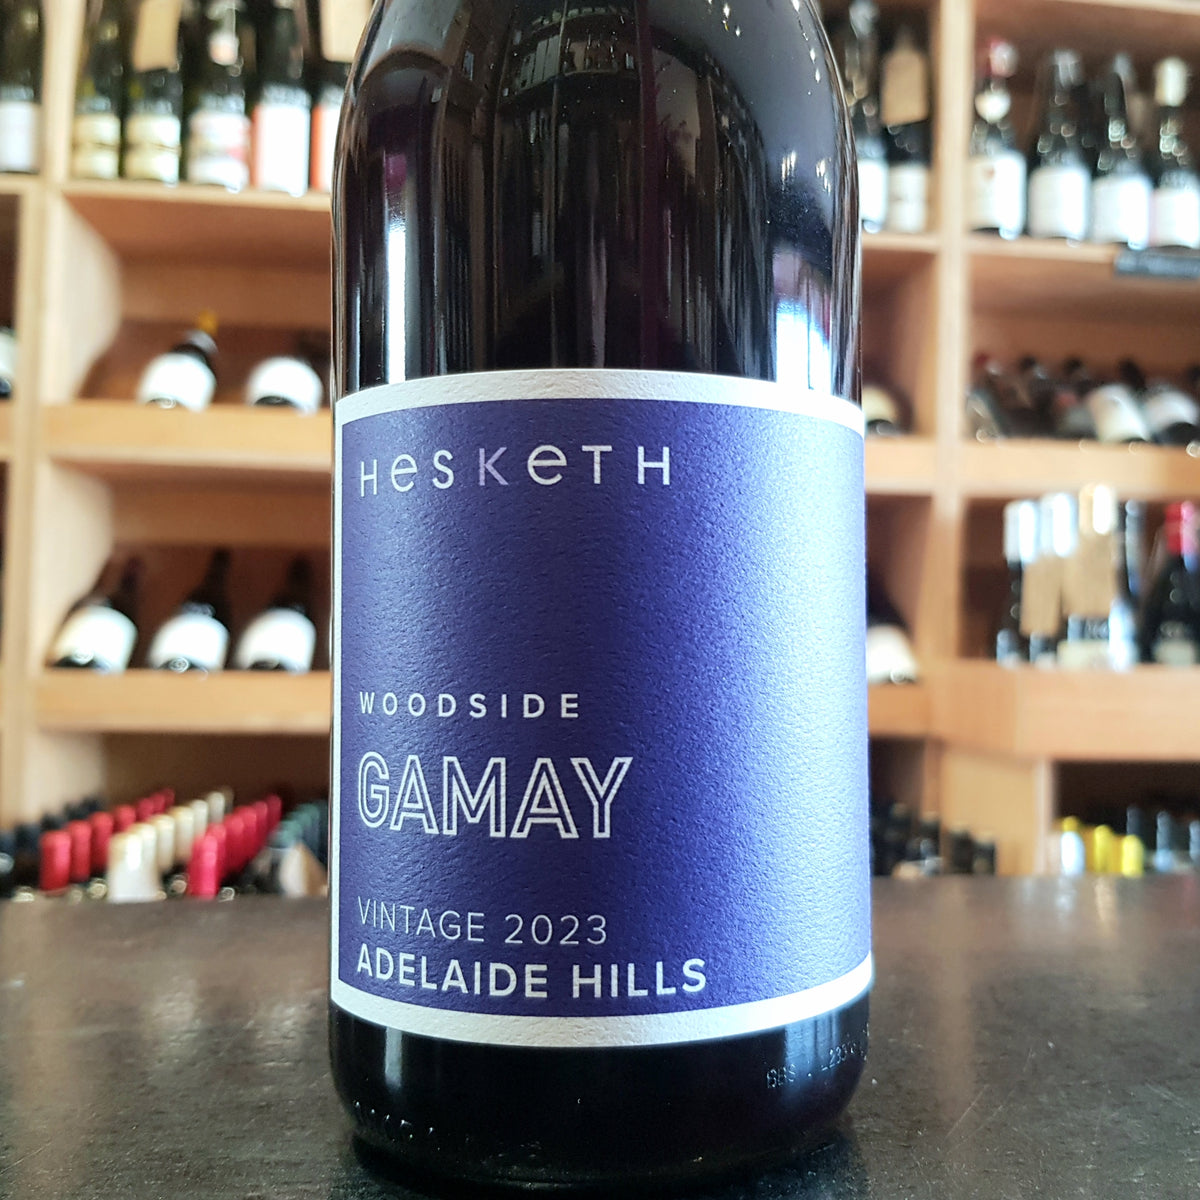 HeSKeTH
WOODSIDE
GAMAY
VINTAGE 2023
ADELAIDE HILLS